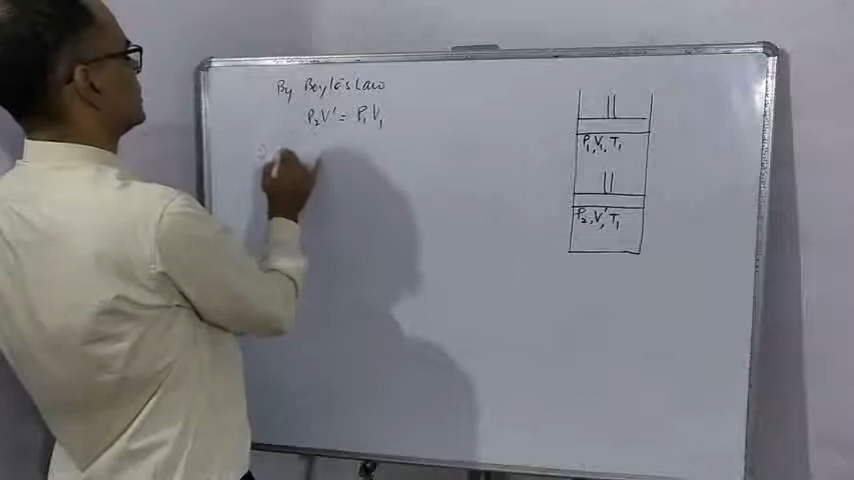 By Boyle's Law
P₂V' = P₁V₁
P₁, V₁, T₁
P₂, V', T₁